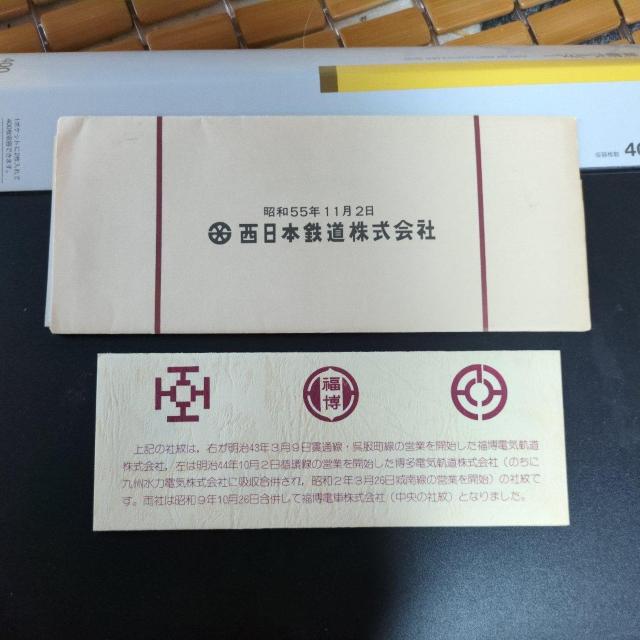 昭和55年11月2日
西日本鉄道株式会社
福
博
上記の社紋は、右が明治43年3月9日貫通線・呉服町線の営業を開始した福博電気軌道
株式会社、左は明治44年10月2日循環線の営業を開始した博多電気軌道株式会社(のちに
九州水力電気株式会社に吸収合併され、昭和2年3月26日城南線の営業を開始)の社紋で
す。両社は昭和9年10月26日合併して福博電車株式会社(中央の社紋)となりました。